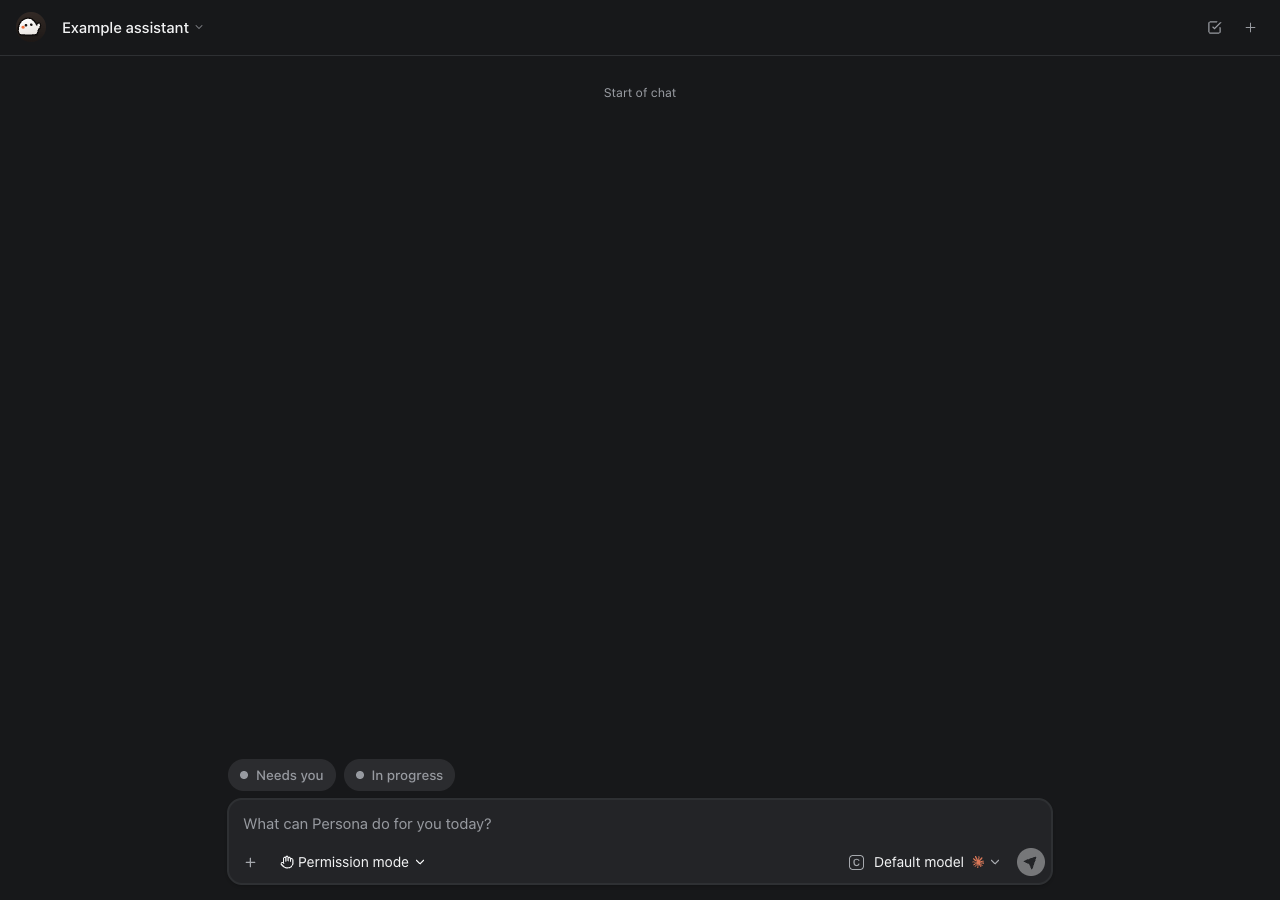 Example assistant
Start of chat
Needs you
In progress
What can Persona do for you today?
Permission mode
C
Default model